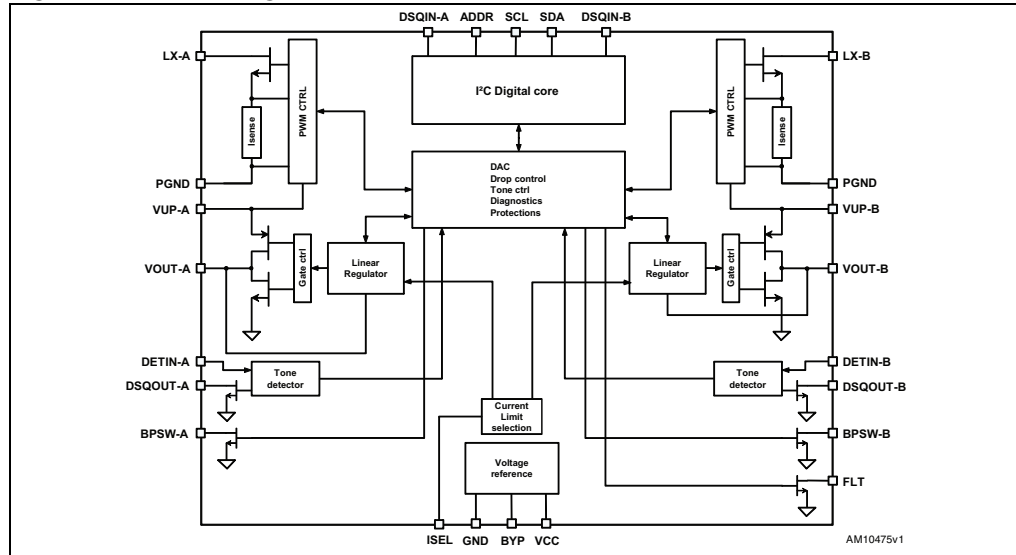 DSQIN-A ADDR SCL SDA DSQIN-B
LX-A
LX-B
PWM CTRL
Isense
I²C Digital core
PWM CTRL
Isense
DAC
Drop control
Tone ctrl
Diagnostics
Protections
PGND
PGND
VUP-A
VUP-B
VOUT-A
Gate ctrl
Linear
Regulator
Linear
Regulator
Gate ctrl
VOUT-B
DETIN-A
Tone
detector
Tone
detector
DETIN-B
DSQOUT-A
DSQOUT-B
Current
Limit
selection
BPSW-A
BPSW-B
Voltage
reference
FLT
ISEL GND BYP VCC
AM10475v1